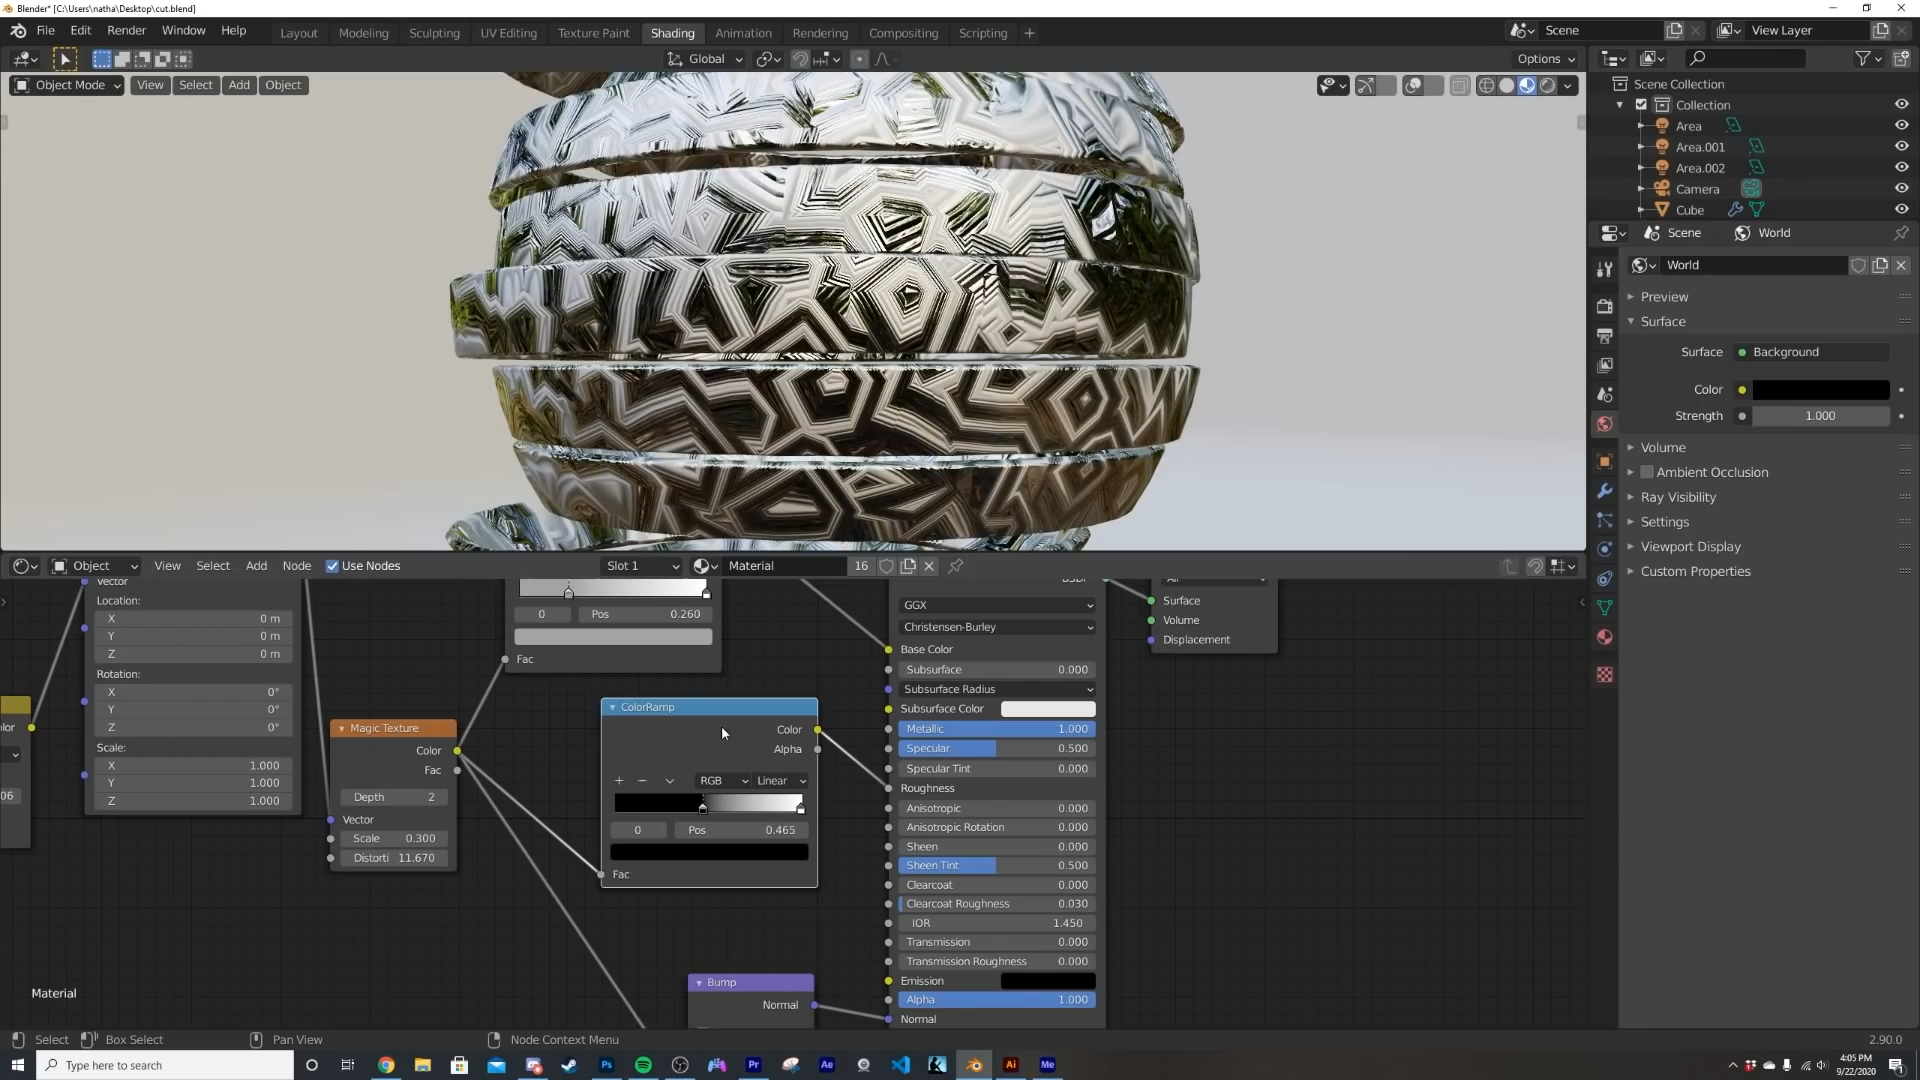 Blender* [C:\Users\natha\Desktop\cut.blend]
File Edit Render Window Help
Layout Modeling Sculpting UV Editing Texture Paint Shading Animation Rendering Compositing Scripting +
Scene
View Layer
Global
Options
Object Mode View Select Add Object
Scene Collection
Collection
Area
Area.001
Area.002
Camera
Cube
Scene World
World
Preview
Surface
Surface Background
Color
Strength 1.000
Volume
Ambient Occlusion
Ray Visibility
Settings
Viewport Display
Custom Properties
Object View Select Add Node Use Nodes Slot 1 Material 16
Vector
Location:
X 0 m
Y 0 m
Z 0 m
Rotation:
X 0°
Y 0°
Z 0°
Scale:
X 1.000
Y 1.000
Z 1.000
lor
06
Magic Texture
Color
Fac
Depth 2
Vector
Scale 0.300
Distorti 11.670
0 Pos 0.260
Fac
ColorRamp
Color
Alpha
+ − RGB Linear
0 Pos 0.465
Fac
Bump
Normal
BSDF
GGX
Christensen-Burley
Base Color
Subsurface 0.000
Subsurface Radius
Subsurface Color
Metallic 1.000
Specular 0.500
Specular Tint 0.000
Roughness
Anisotropic 0.000
Anisotropic Rotation 0.000
Sheen 0.000
Sheen Tint 0.500
Clearcoat 0.000
Clearcoat Roughness 0.030
IOR 1.450
Transmission 0.000
Transmission Roughness 0.000
Emission
Alpha 1.000
Normal
All
Surface
Volume
Displacement
Material
Select Box Select Pan View Node Context Menu 2.90.0
Type here to search
Ps Pr Ae Ai Me
4:05 PM
9/22/2020